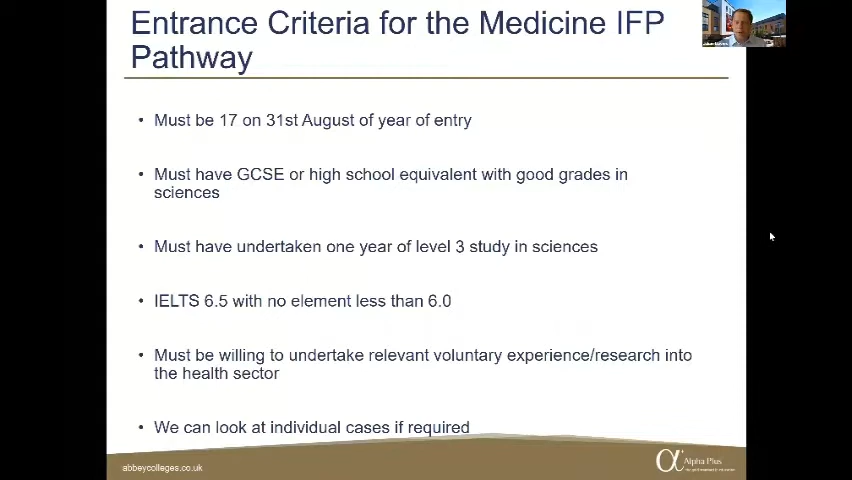 Entrance Criteria for the Medicine IFP
Pathway
• Must be 17 on 31st August of year of entry
• Must have GCSE or high school equivalent with good grades in
sciences
• Must have undertaken one year of level 3 study in sciences
• IELTS 6.5 with no element less than 6.0
• Must be willing to undertake relevant voluntary experience/research into
the health sector
• We can look at individual cases if required
abbeycolleges.co.uk
Alpha Plus